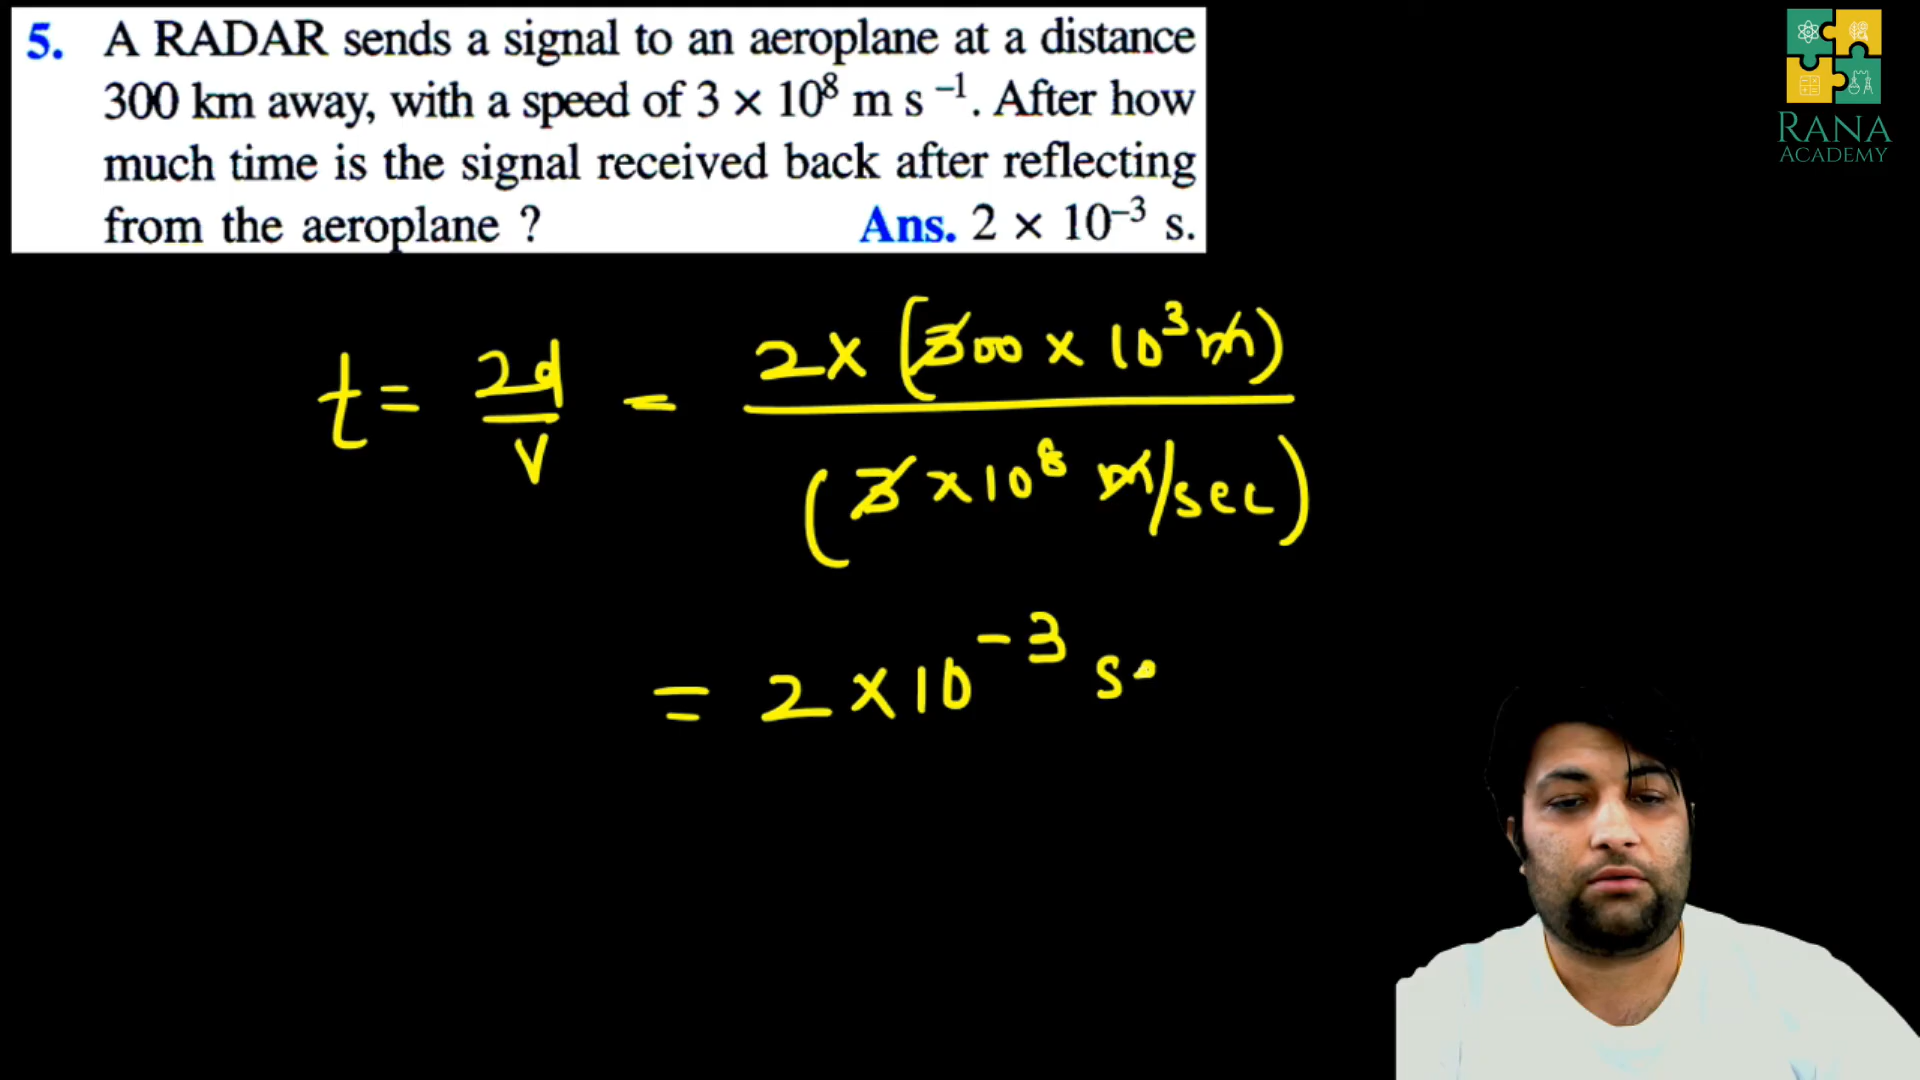 5. A RADAR sends a signal to an aeroplane at a distance
300 km away, with a speed of 3 × 10⁸ m s⁻¹. After how
much time is the signal received back after reflecting
from the aeroplane ? Ans. 2 × 10⁻³ s.
RANA
ACADEMY
t = 2d/v = 2 × (300 × 10³ m) / (3 × 10⁸ m/sec)
= 2 × 10⁻³ s